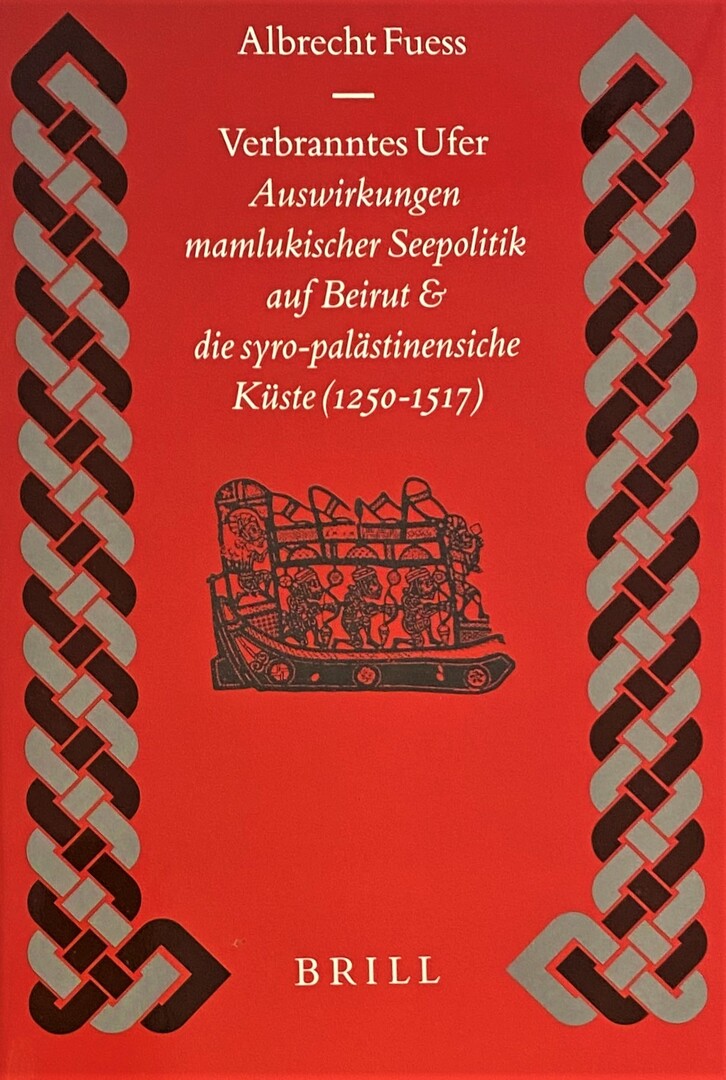 Albrecht Fuess
Verbranntes Ufer
Auswirkungen
mamlukischer Seepolitik
auf Beirut &
die syro-palästinensiche
Küste (1250-1517)
BRILL